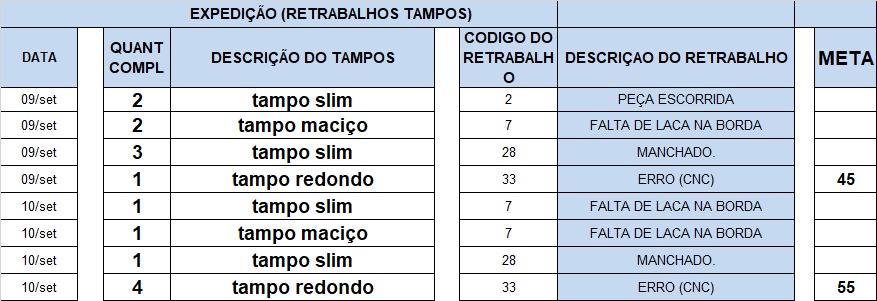 EXPEDIÇÃO (RETRABALHOS TAMPOS)
DATA QUANT COMPL DESCRIÇÃO DO TAMPOS CODIGO DO RETRABALHO DESCRIÇAO DO RETRABALHO META
09/set 2 tampo slim 2 PEÇA ESCORRIDA
09/set 2 tampo maciço 7 FALTA DE LACA NA BORDA
09/set 3 tampo slim 28 MANCHADO.
09/set 1 tampo redondo 33 ERRO (CNC) 45
10/set 1 tampo slim 7 FALTA DE LACA NA BORDA
10/set 1 tampo maciço 7 FALTA DE LACA NA BORDA
10/set 1 tampo slim 28 MANCHADO.
10/set 4 tampo redondo 33 ERRO (CNC) 55